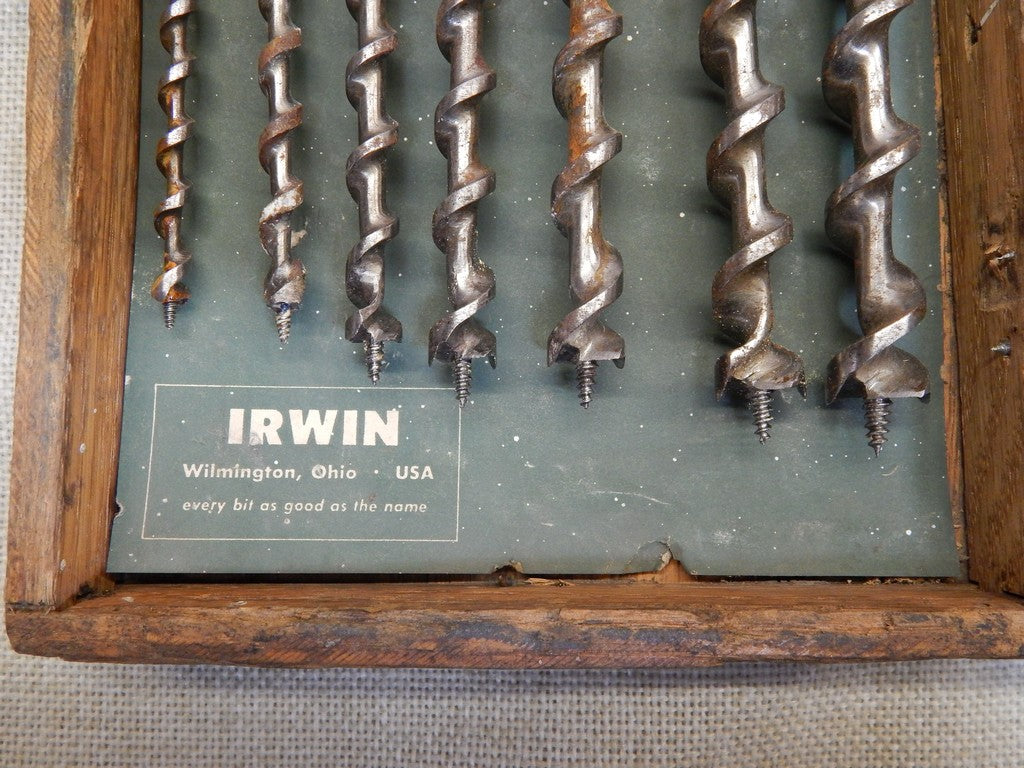 IRWIN
Wilmington, Ohio · USA
every bit as good as the name